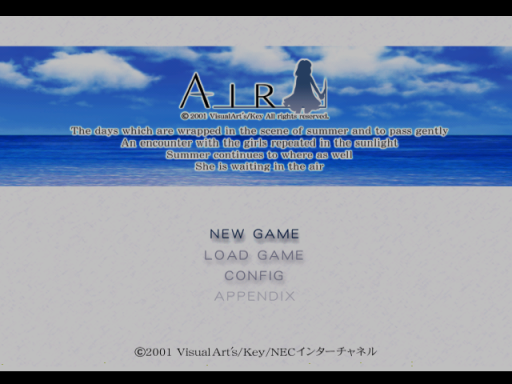 AIR
©2001 VisualArt's/Key All rights reserved.
The days which are wrapped in the scene of summer and to pass gently
An encounter with the girls repeated in the sunlight
Summer continues to where as well
She is waiting in the air
NEW GAME
LOAD GAME
CONFIG
APPENDIX
©2001 VisualArt's/Key/NECインターチャネル